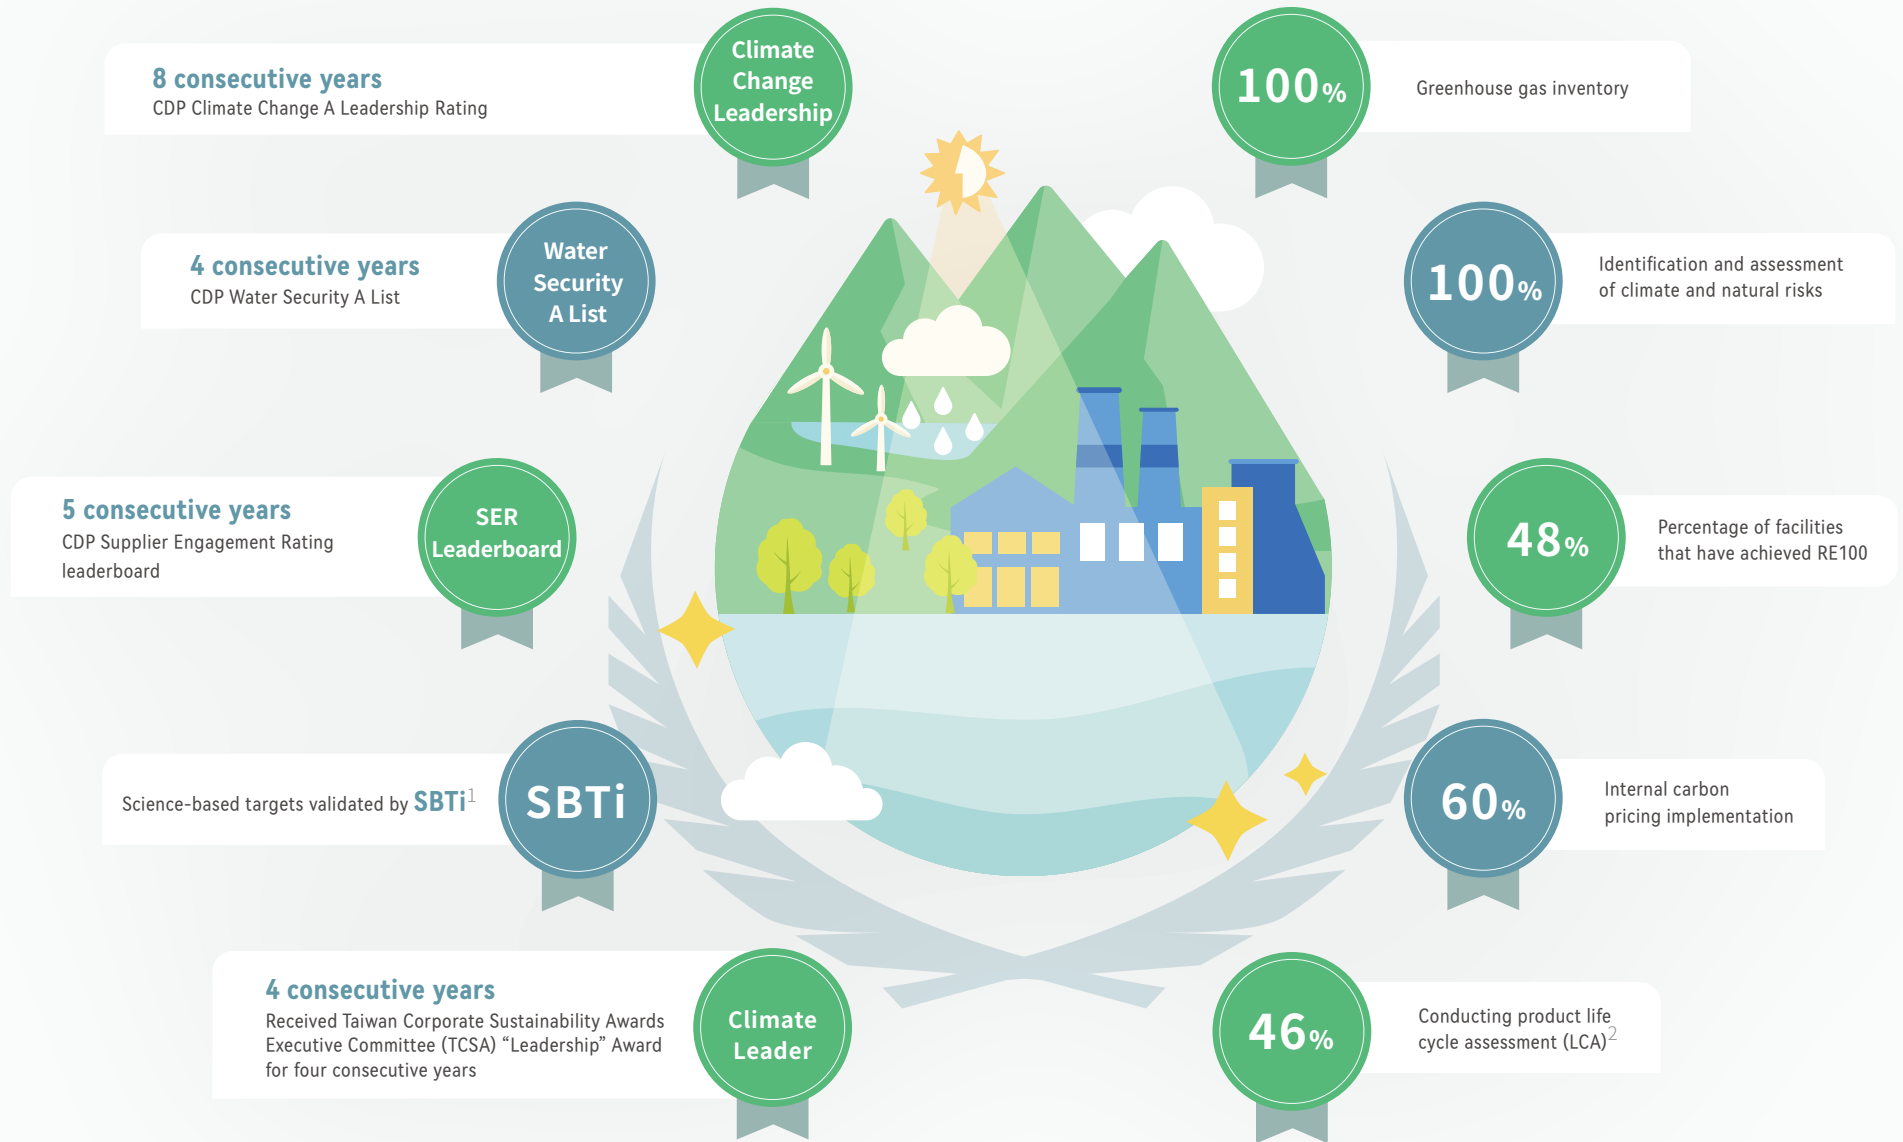 8 consecutive years
CDP Climate Change A Leadership Rating
Climate
Change
Leadership
4 consecutive years
CDP Water Security A List
Water
Security
A List
5 consecutive years
CDP Supplier Engagement Rating
leaderboard
SER
Leaderboard
Science-based targets validated by SBTi1
SBTi
4 consecutive years
Received Taiwan Corporate Sustainability Awards
Executive Committee (TCSA) “Leadership” Award
for four consecutive years
Climate
Leader
100%
Greenhouse gas inventory
100%
Identification and assessment
of climate and natural risks
48%
Percentage of facilities
that have achieved RE100
60%
Internal carbon
pricing implementation
46%
Conducting product life
cycle assessment (LCA)2